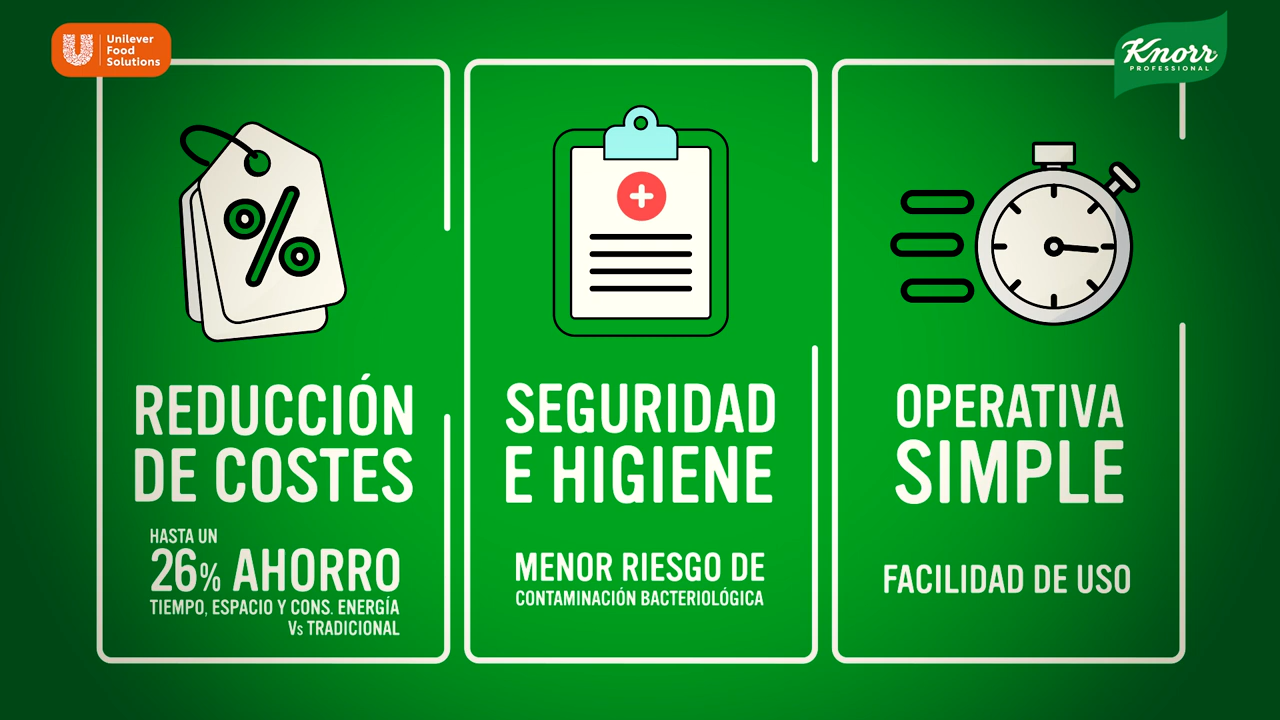 Unilever
Food
Solutions
Knorr
PROFESSIONAL
REDUCCIÓN
DE COSTES
HASTA UN
26% AHORRO
TIEMPO, ESPACIO Y CONS. ENERGÍA
Vs TRADICIONAL
SEGURIDAD
E HIGIENE
MENOR RIESGO DE
CONTAMINACIÓN BACTERIOLÓGICA
OPERATIVA
SIMPLE
FACILIDAD DE USO